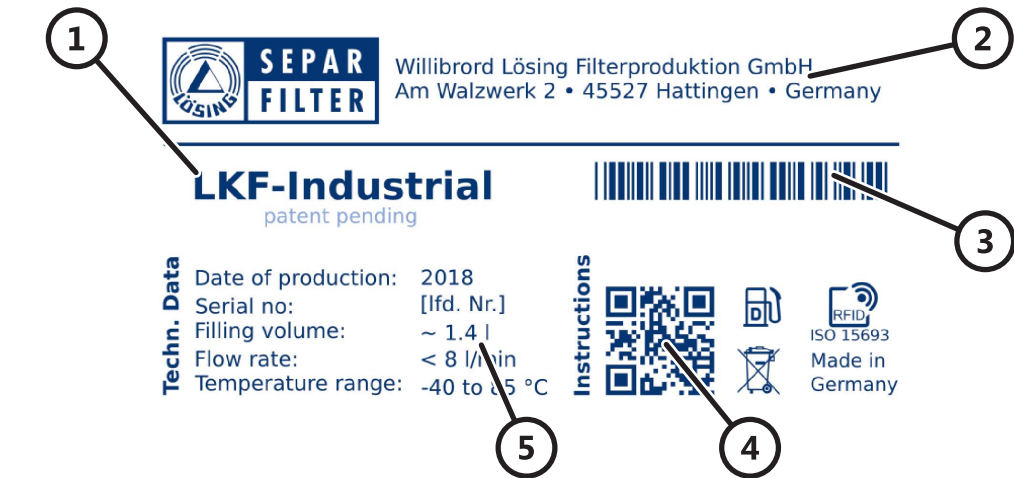 1
2
SEPAR
FILTER
LÖSING
Willibrord Lösing Filterproduktion GmbH
Am Walzwerk 2 • 45527 Hattingen • Germany
LKF-Industrial
patent pending
3
Techn. Data
Date of production: 2018
Serial no: [lfd. Nr.]
Filling volume: ~ 1.4 l
Flow rate: < 8 l/min
Temperature range: -40 to 85 °C
Instructions
D
RFID
ISO 15693
Made in
Germany
5
4